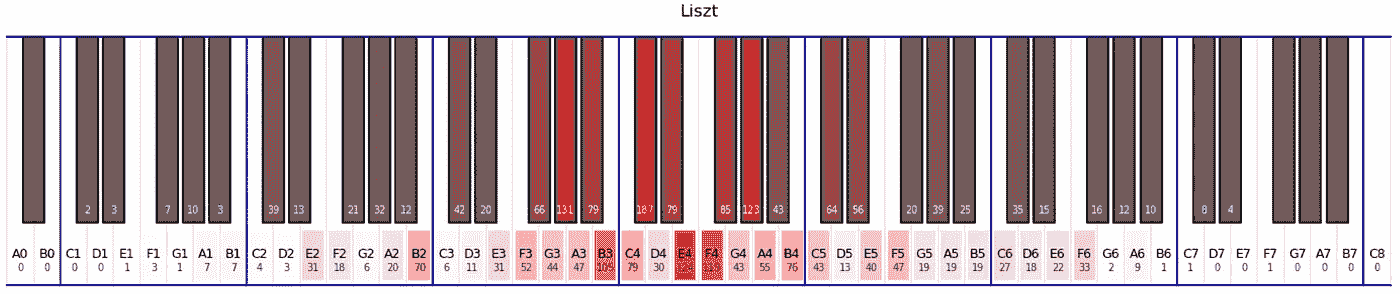 Liszt
2 3 7 10 3 39 13 21 32 12 42 20 66 131 79 187 79 85 123 43 64 56 20 39 25 35 15 16 12 10 8 4
A0 B0 C1 D1 E1 F1 G1 A1 B1 C2 D2 E2 F2 G2 A2 B2 C3 D3 E3 F3 G3 A3 B3 C4 D4 E4 F4 G4 A4 B4 C5 D5 E5 F5 G5 A5 B5 C6 D6 E6 F6 G6 A6 B6 C7 D7 E7 F7 G7 A7 B7 C8
0 0 0 0 1 3 1 7 7 4 3 31 18 6 20 70 6 11 31 52 44 47 105 79 30 43 55 76 43 13 40 47 19 19 19 27 18 22 33 2 9 1 1 0 0 1 0 0 0 0